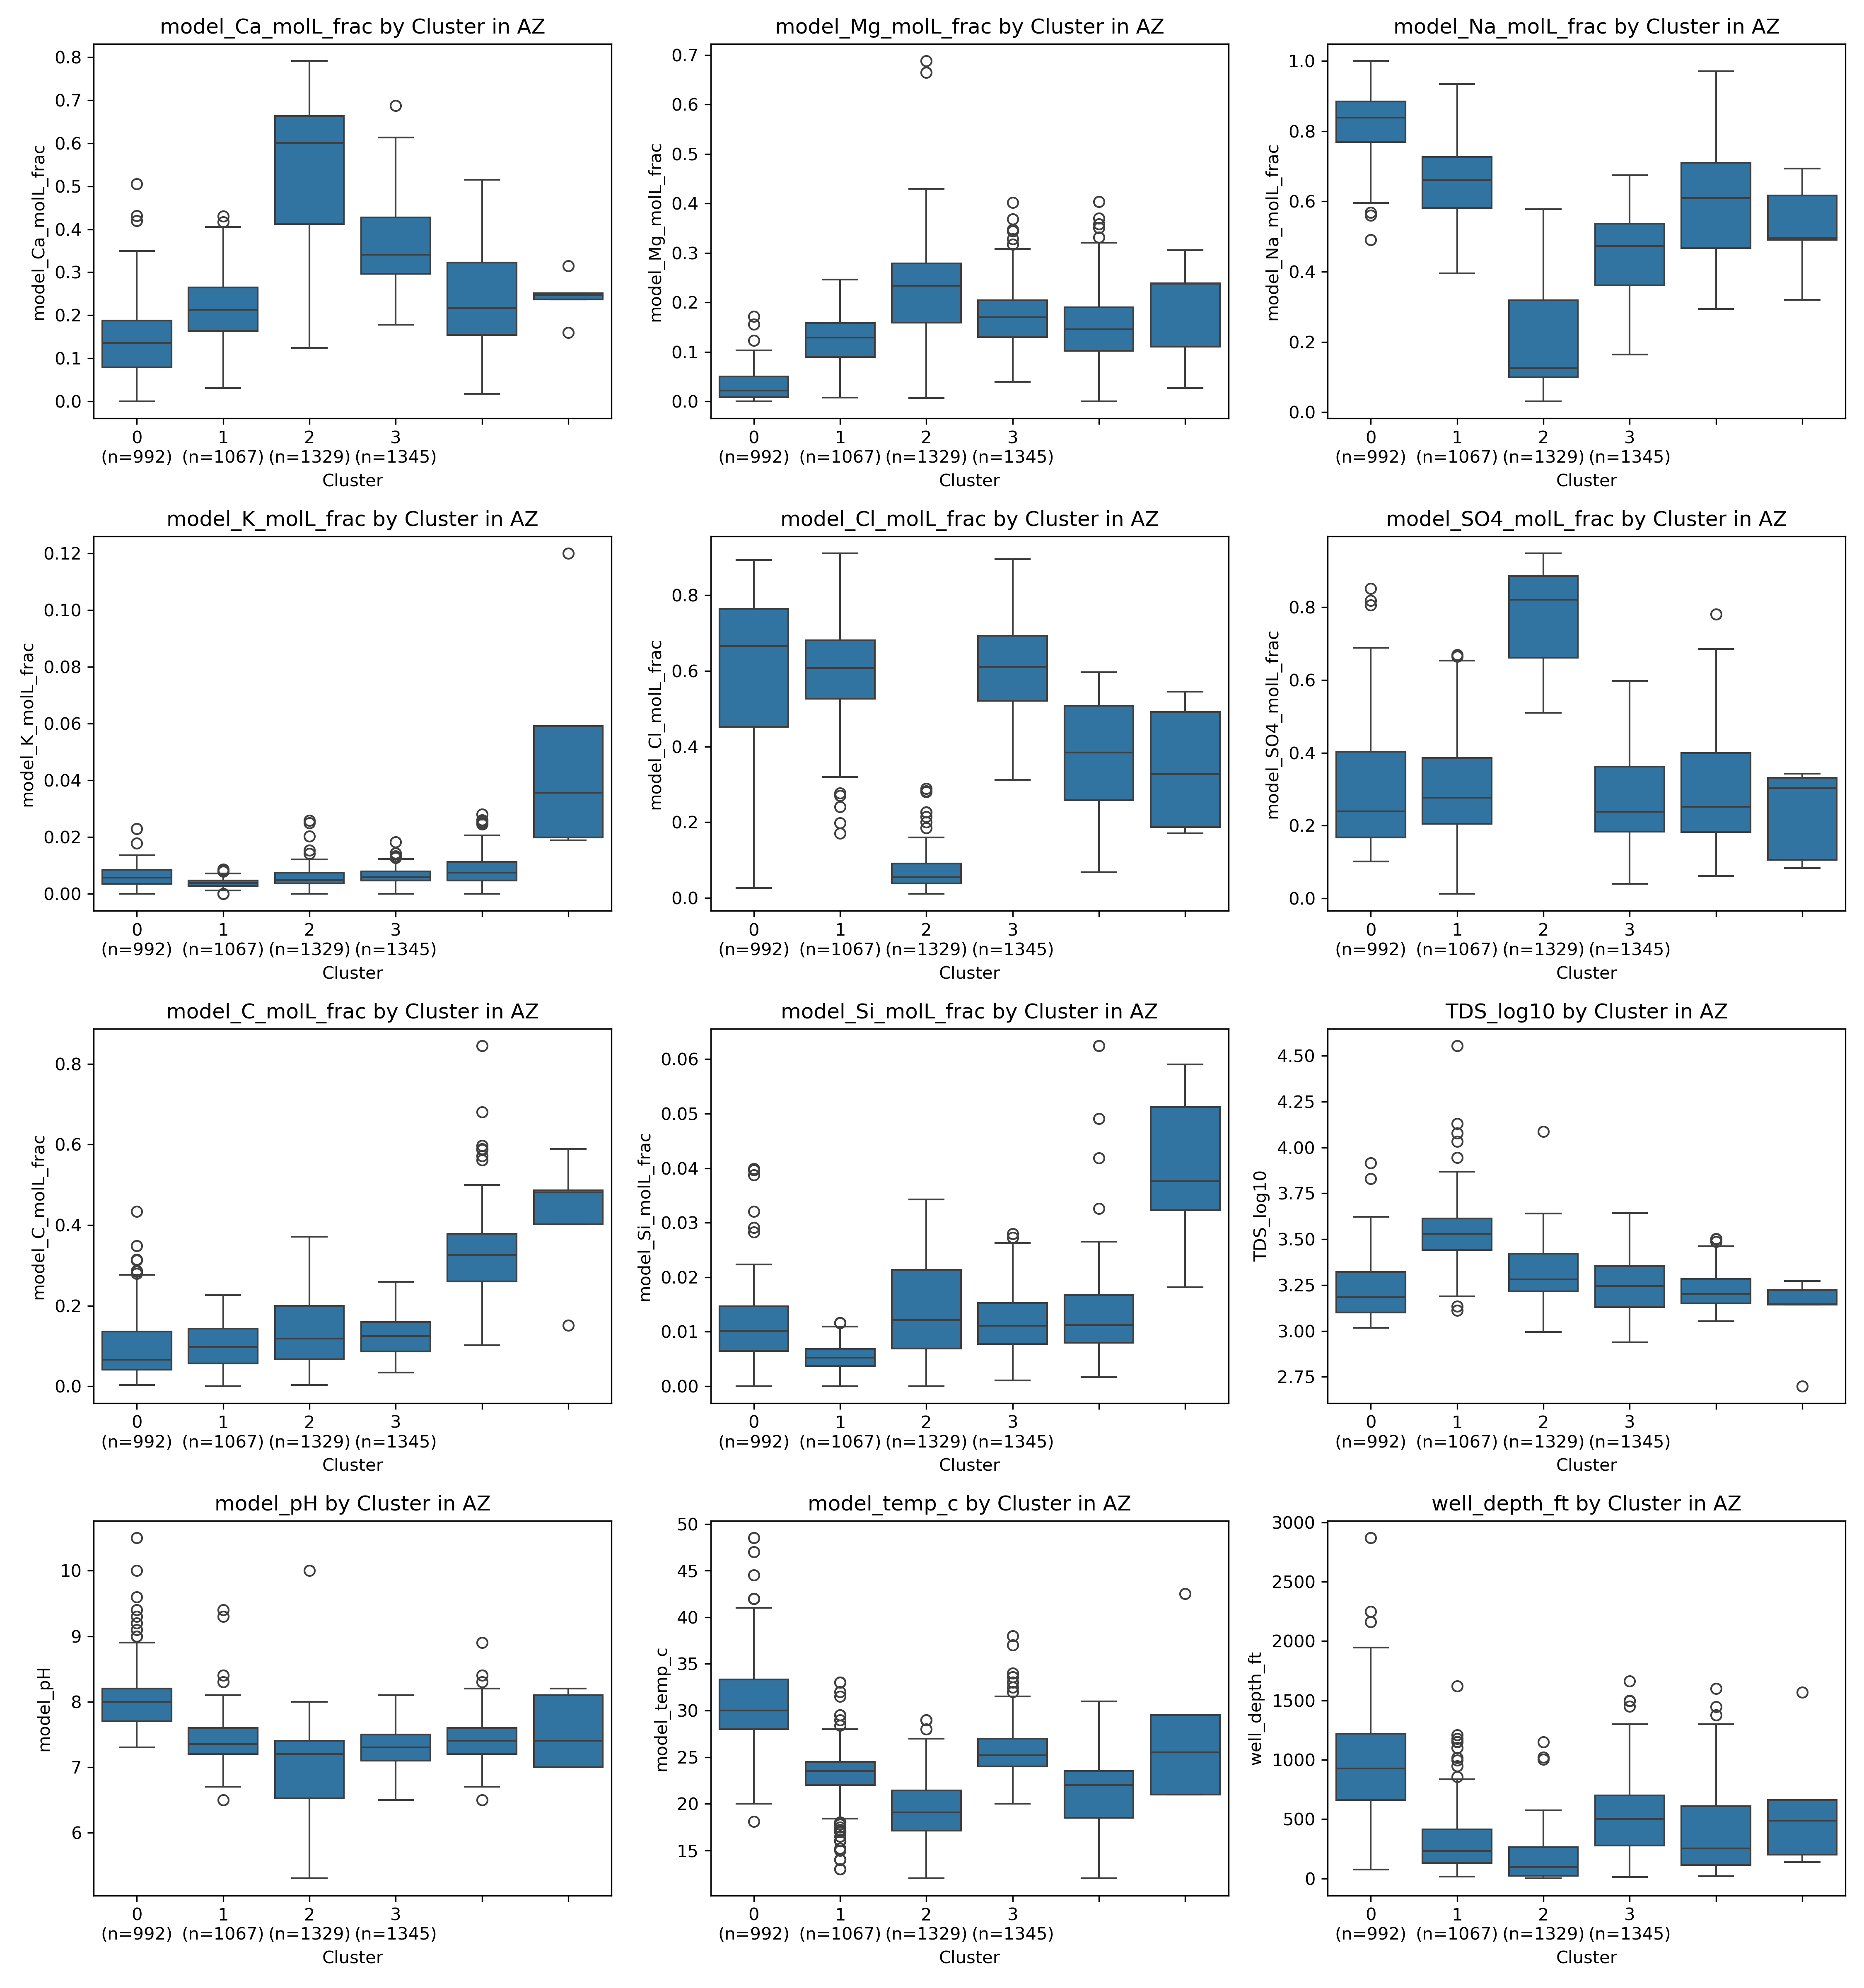 model_Ca_molL_frac by Cluster in AZ
model_Ca_molL_frac
0.8
0.7
0.6
0.5
0.4
0.3
0.2
0.1
0.0
0 1 2 3
(n=992) (n=1067) (n=1329) (n=1345)
Cluster
model_Mg_molL_frac by Cluster in AZ
model_Mg_molL_frac
0.7
0.6
0.5
0.4
0.3
0.2
0.1
0.0
0 1 2 3
(n=992) (n=1067) (n=1329) (n=1345)
Cluster
model_Na_molL_frac by Cluster in AZ
model_Na_molL_frac
1.0
0.8
0.6
0.4
0.2
0.0
0 1 2 3
(n=992) (n=1067) (n=1329) (n=1345)
Cluster
model_K_molL_frac by Cluster in AZ
model_K_molL_frac
0.12
0.10
0.08
0.06
0.04
0.02
0.00
0 1 2 3
(n=992) (n=1067) (n=1329) (n=1345)
Cluster
model_Cl_molL_frac by Cluster in AZ
model_Cl_molL_frac
0.8
0.6
0.4
0.2
0.0
0 1 2 3
(n=992) (n=1067) (n=1329) (n=1345)
Cluster
model_SO4_molL_frac by Cluster in AZ
model_SO4_molL_frac
0.8
0.6
0.4
0.2
0.0
0 1 2 3
(n=992) (n=1067) (n=1329) (n=1345)
Cluster
model_C_molL_frac by Cluster in AZ
model_C_molL_frac
0.8
0.6
0.4
0.2
0.0
0 1 2 3
(n=992) (n=1067) (n=1329) (n=1345)
Cluster
model_Si_molL_frac by Cluster in AZ
model_Si_molL_frac
0.06
0.05
0.04
0.03
0.02
0.01
0.00
0 1 2 3
(n=992) (n=1067) (n=1329) (n=1345)
Cluster
TDS_log10 by Cluster in AZ
TDS_log10
4.50
4.25
4.00
3.75
3.50
3.25
3.00
2.75
0 1 2 3
(n=992) (n=1067) (n=1329) (n=1345)
Cluster
model_pH by Cluster in AZ
model_pH
10
9
8
7
6
0 1 2 3
(n=992) (n=1067) (n=1329) (n=1345)
Cluster
model_temp_c by Cluster in AZ
model_temp_c
50
45
40
35
30
25
20
15
0 1 2 3
(n=992) (n=1067) (n=1329) (n=1345)
Cluster
well_depth_ft by Cluster in AZ
well_depth_ft
3000
2500
2000
1500
1000
500
0
0 1 2 3
(n=992) (n=1067) (n=1329) (n=1345)
Cluster